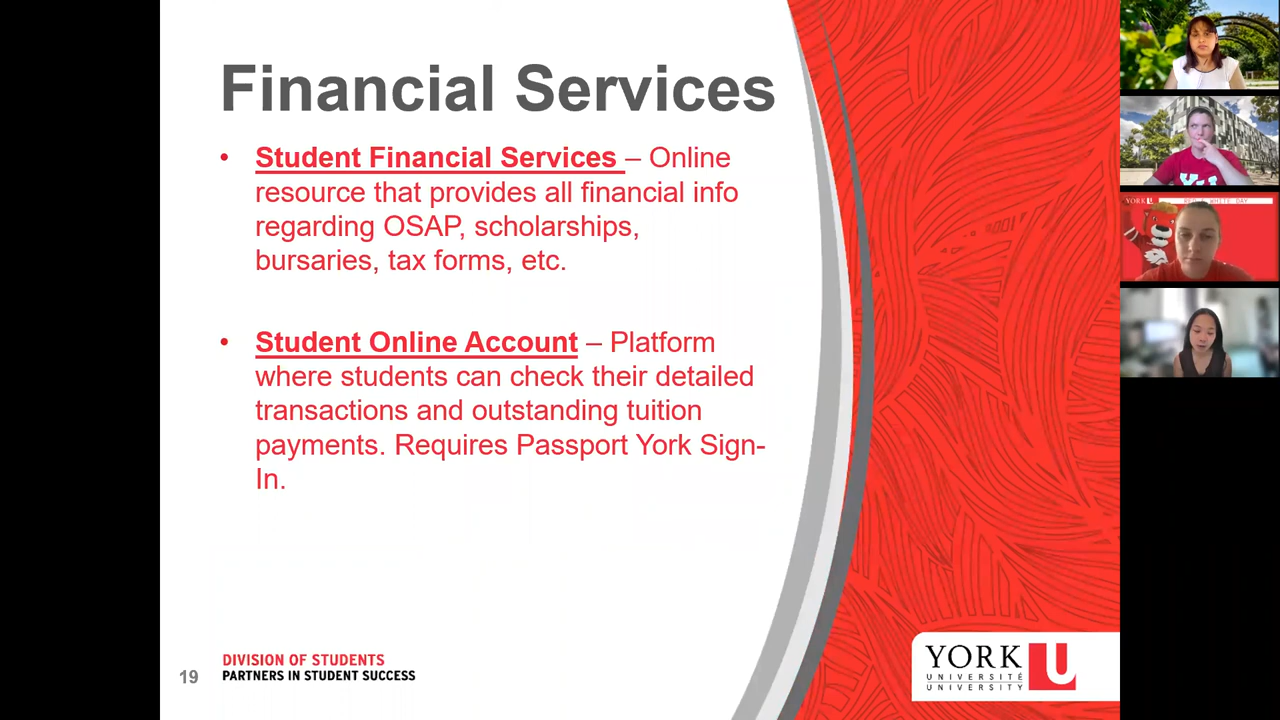 Financial Services
• Student Financial Services – Online
resource that provides all financial info
regarding OSAP, scholarships,
bursaries, tax forms, etc.
• Student Online Account – Platform
where students can check their detailed
transactions and outstanding tuition
payments. Requires Passport York Sign-
In.
19
DIVISION OF STUDENTS
PARTNERS IN STUDENT SUCCESS
YORK U
UNIVERSITÉ
UNIVERSITY
YORK U